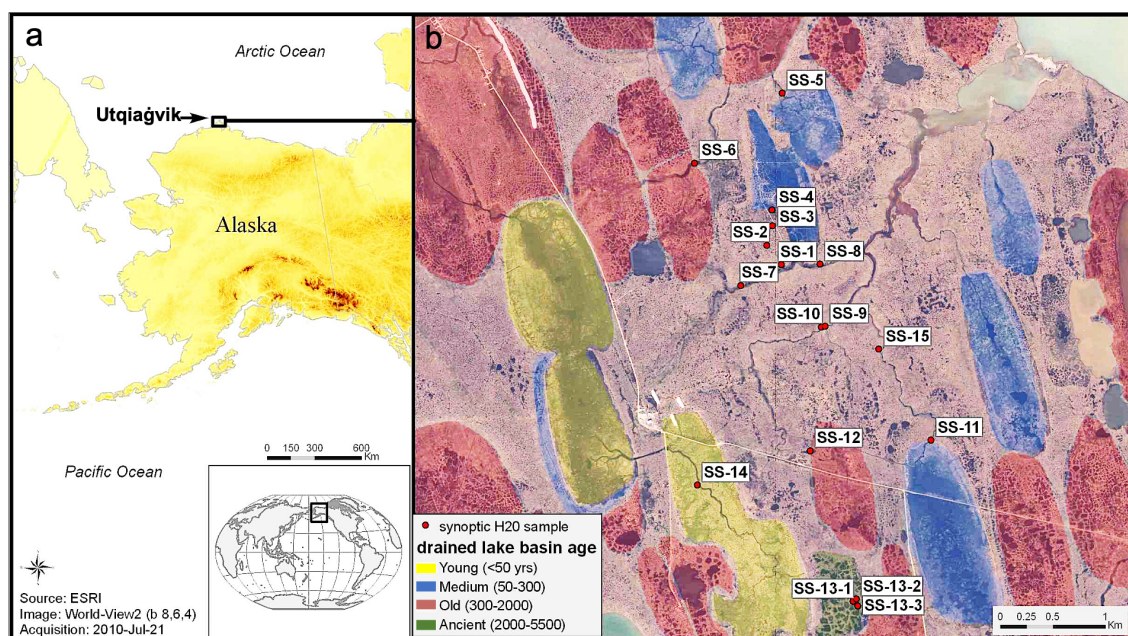 a
Arctic Ocean
Utqiaġvik
Alaska
Pacific Ocean
0 150 300 600
Km
Source: ESRI
Image: World-View2 (b 8,6,4)
Acquisition: 2010-Jul-21
b
SS-5
SS-6
SS-4
SS-3
SS-2
SS-1
SS-8
SS-7
SS-10
SS-9
SS-15
SS-11
SS-12
SS-14
SS-13-1
SS-13-2
SS-13-3
synoptic H20 sample
drained lake basin age
Young (<50 yrs)
Medium (50-300)
Old (300-2000)
Ancient (2000-5500)
0 0.25 0.5 1
Km